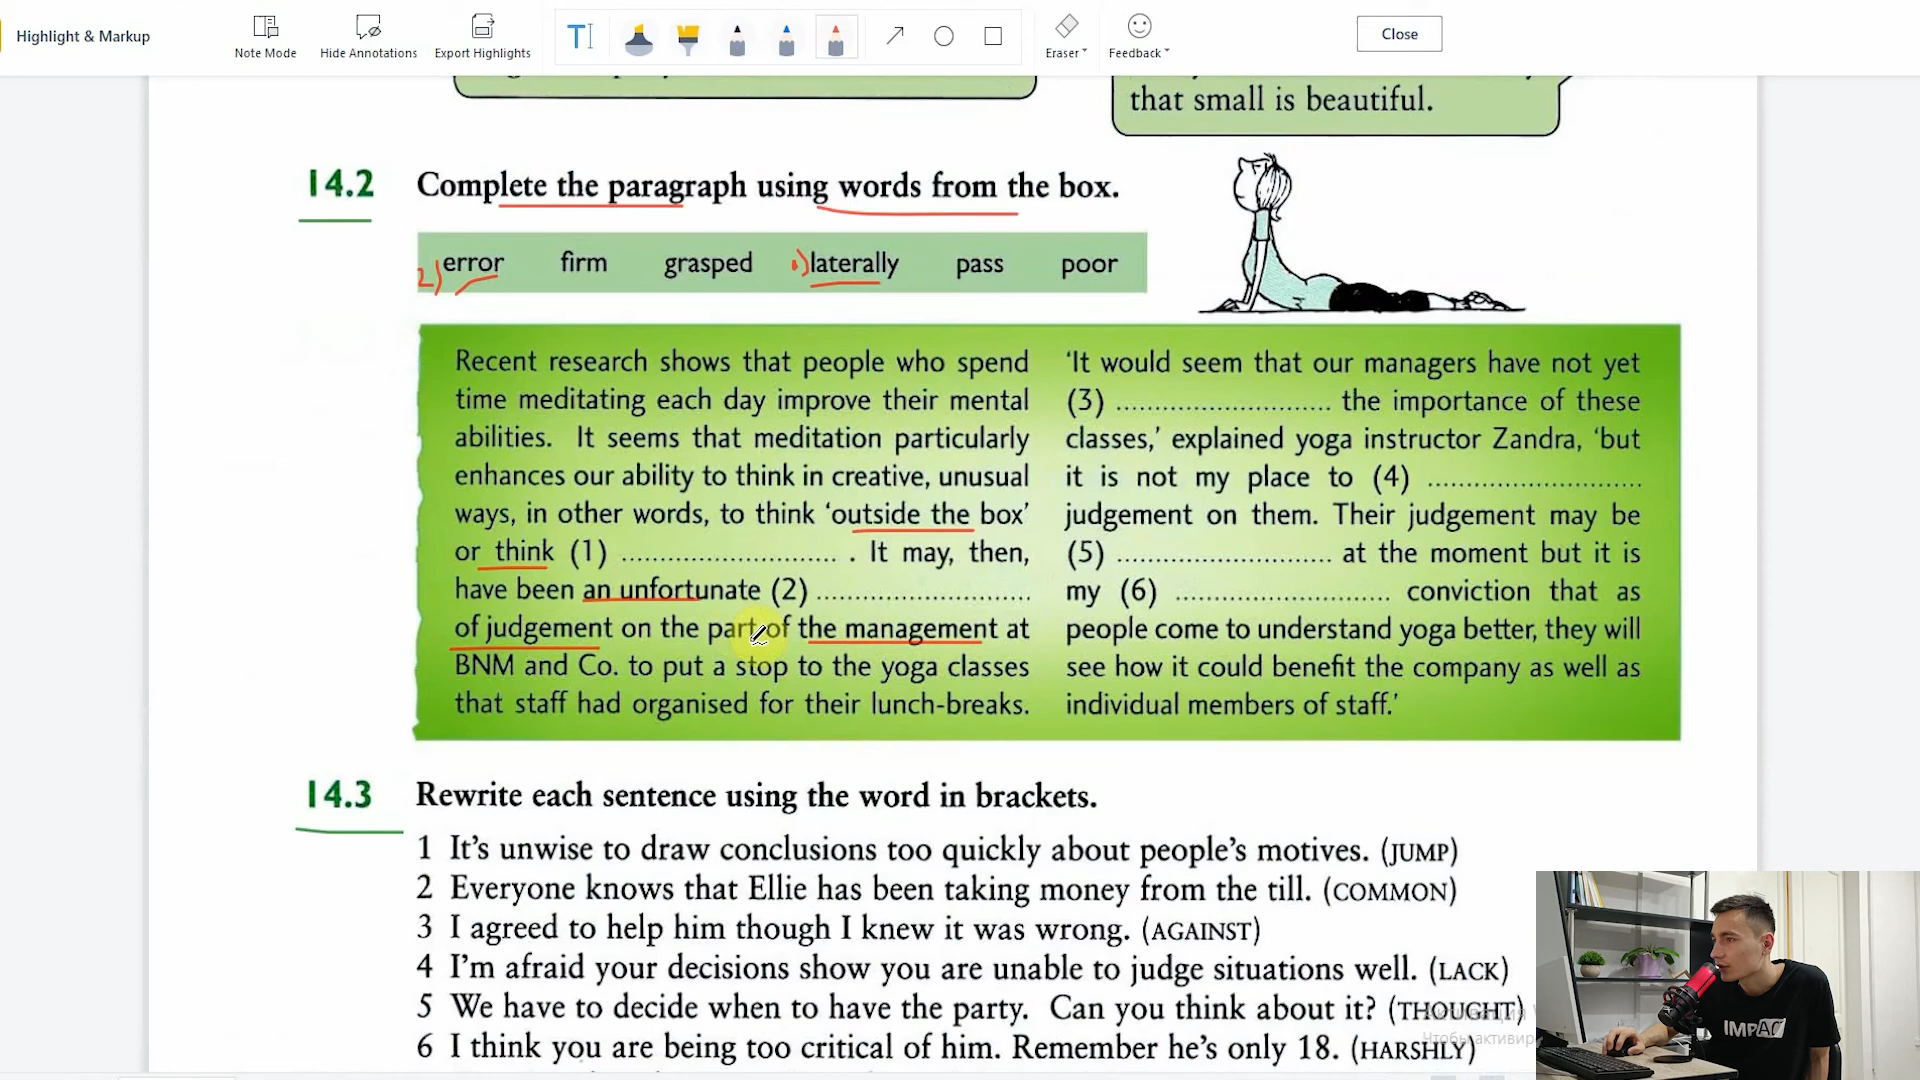 Highlight & Markup
Note Mode
Hide Annotations
Export Highlights
T
Eraser
Feedback
Close
that small is beautiful.
14.2 Complete the paragraph using words from the box.
2) error firm grasped 1) laterally pass poor
Recent research shows that people who spend
time meditating each day improve their mental
abilities. It seems that meditation particularly
enhances our ability to think in creative, unusual
ways, in other words, to think ‘outside the box’
or think (1) ........................... . It may, then,
have been an unfortunate (2) ...........................
of judgement on the part of the management at
BNM and Co. to put a stop to the yoga classes
that staff had organised for their lunch-breaks.
‘It would seem that our managers have not yet
(3) ........................... the importance of these
classes,’ explained yoga instructor Zandra, ‘but
it is not my place to (4) ...........................
judgement on them. Their judgement may be
(5) ........................... at the moment but it is
my (6) ........................... conviction that as
people come to understand yoga better, they will
see how it could benefit the company as well as
individual members of staff.’
14.3 Rewrite each sentence using the word in brackets.
1 It’s unwise to draw conclusions too quickly about people’s motives. (JUMP)
2 Everyone knows that Ellie has been taking money from the till. (COMMON)
3 I agreed to help him though I knew it was wrong. (AGAINST)
4 I’m afraid your decisions show you are unable to judge situations well. (LACK)
5 We have to decide when to have the party. Can you think about it? (THOUGHT)
6 I think you are being too critical of him. Remember he’s only 18. (HARSHLY)
Активация
Чтобы активир
IMPAC